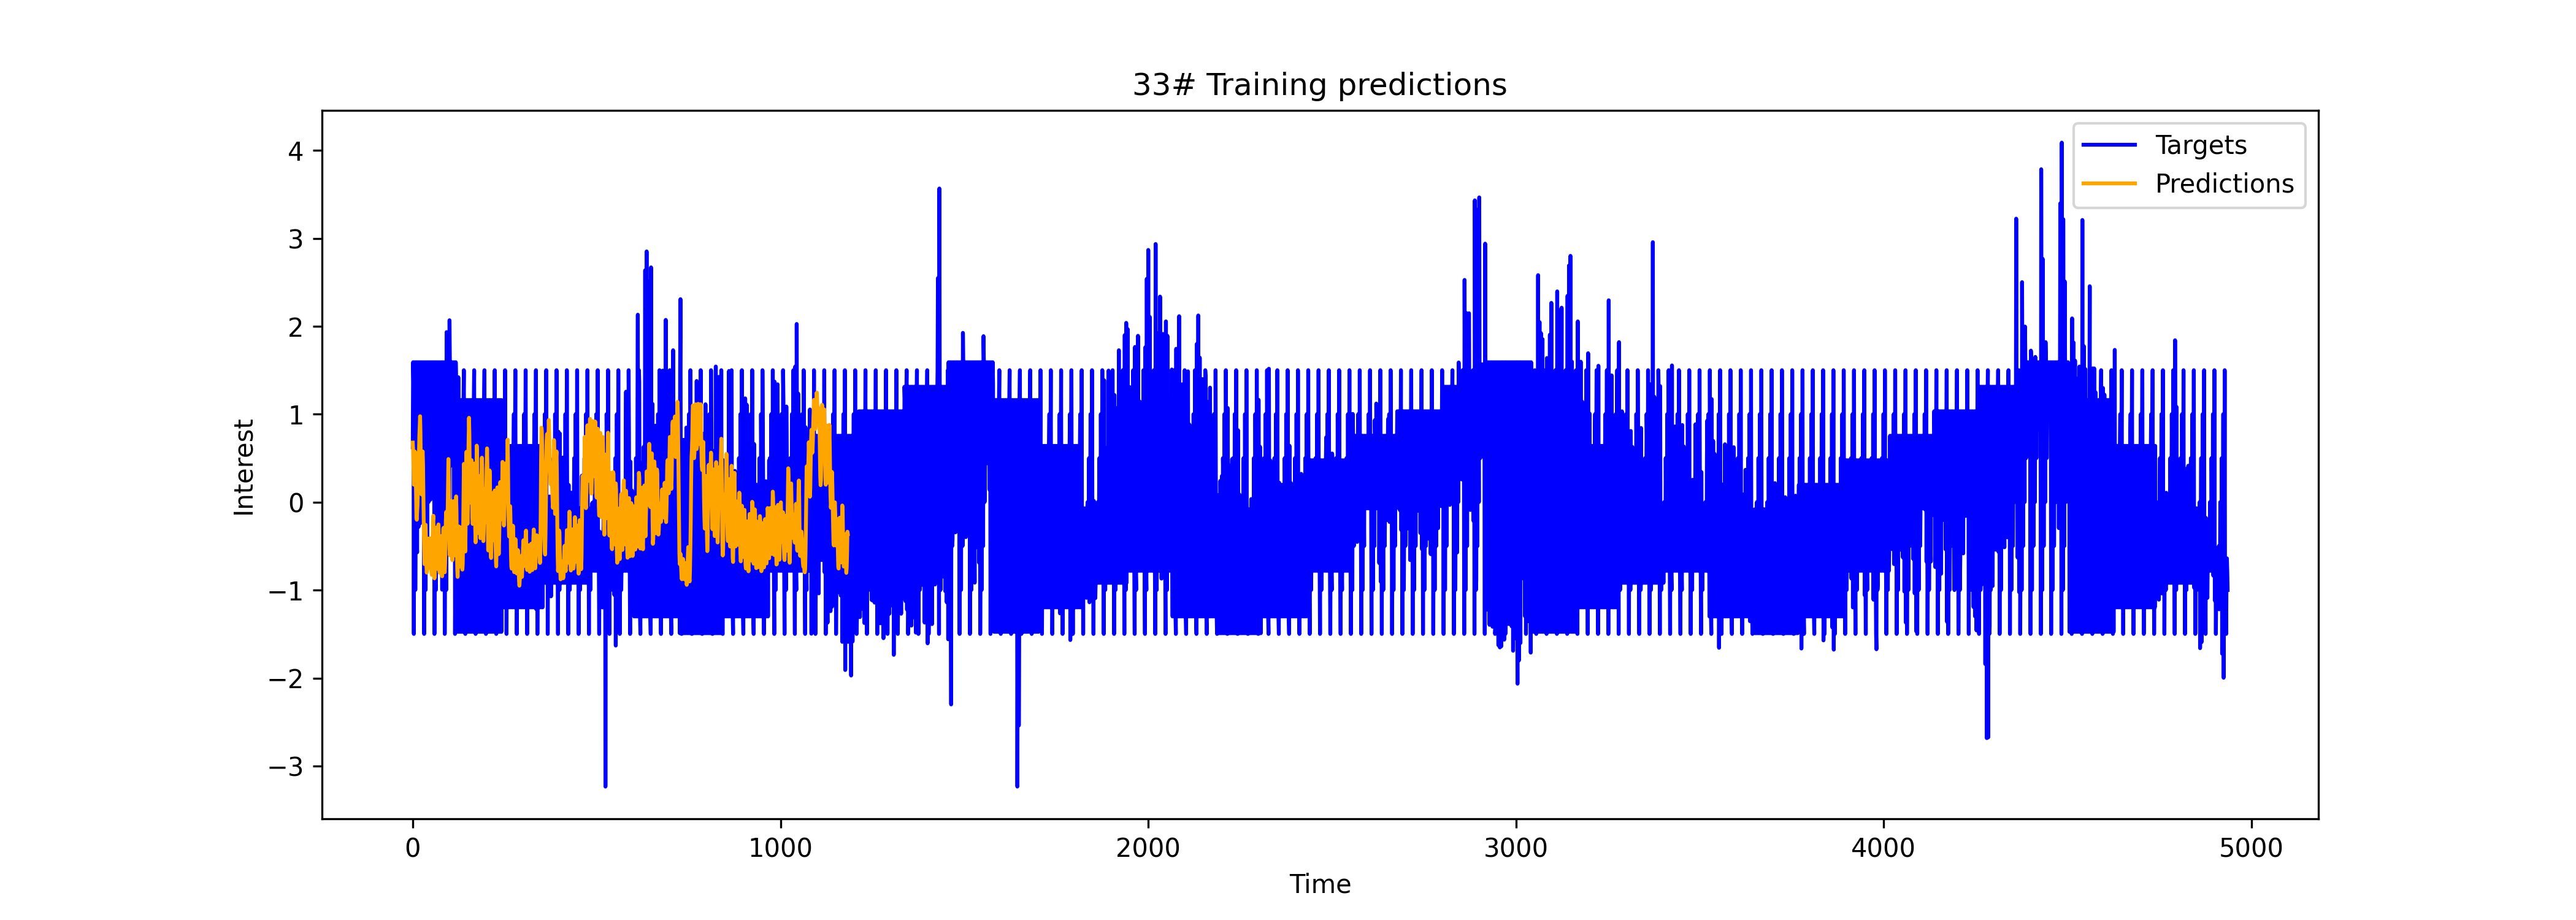 33# Training predictions
Targets
Predictions
4
3
2
1
0
−1
−2
−3
Interest
0
1000
2000
3000
4000
5000
Time